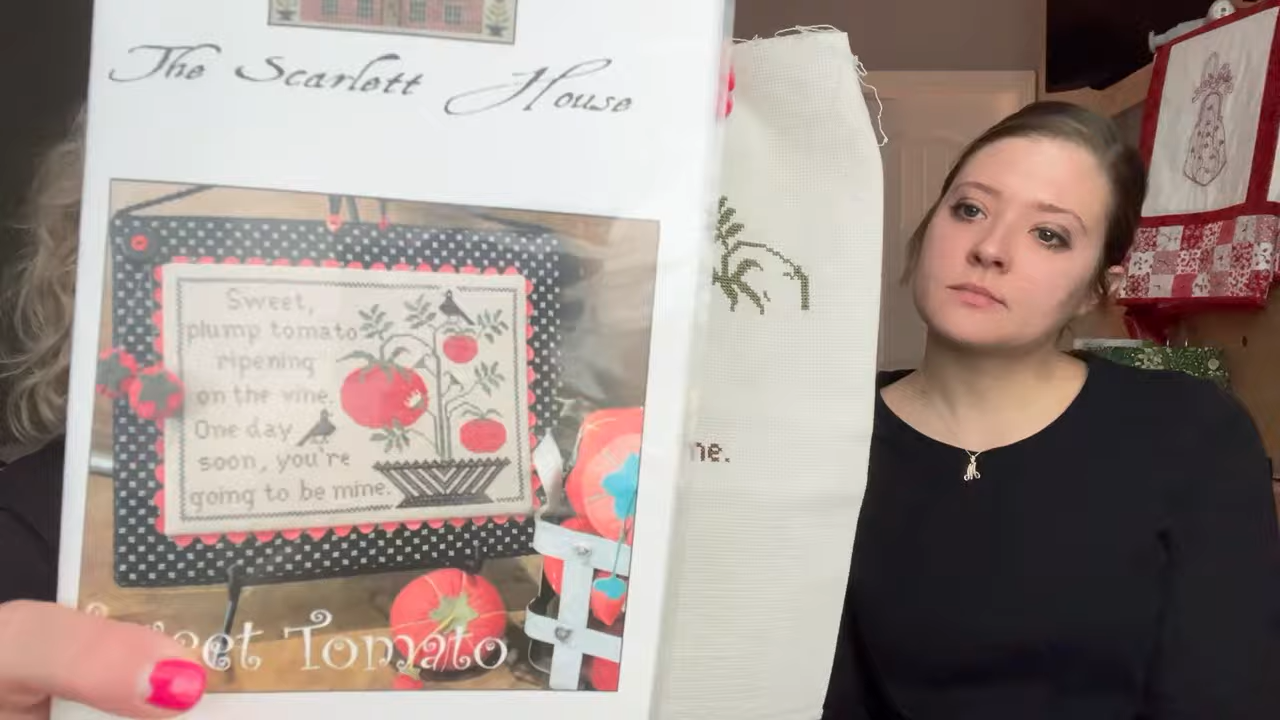 The Scarlett House
Sweet,
plump tomato
ripening
on the vine.
One day
soon, you're
going to be mine.
Sweet Tomato
ne.